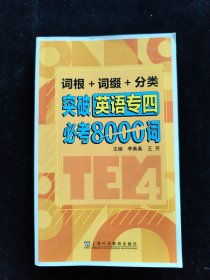 词根 + 词缀 + 分类
突破英语专四
必考8000词
主编 李美真 王芳
TEM4
上海外语教育出版社